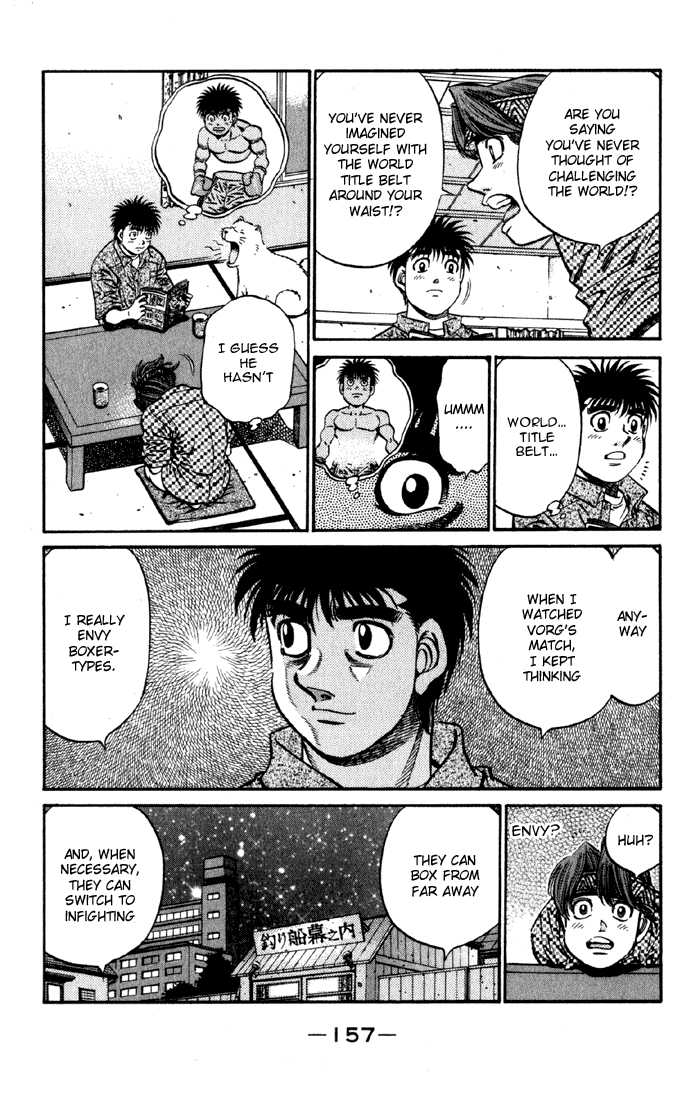 ARE YOU
SAYING
YOU'VE NEVER
THOUGHT OF
CHALLENGING
THE WORLD!?
YOU'VE NEVER
IMAGINED
YOURSELF WITH
THE WORLD
TITLE BELT
AROUND YOUR
WAIST!?
I GUESS
HE
HASN'T
WORLD...
TITLE
BELT...
UMMM
....
ANY-
WAY
WHEN I
WATCHED
VORG'S
MATCH,
I KEPT
THINKING
I REALLY
ENVY
BOXER-
TYPES.
HUH?
ENVY?
THEY CAN
BOX FROM
FAR AWAY
AND, WHEN
NECESSARY,
THEY CAN
SWITCH TO
INFIGHTING
釣り船幕之内
—157—